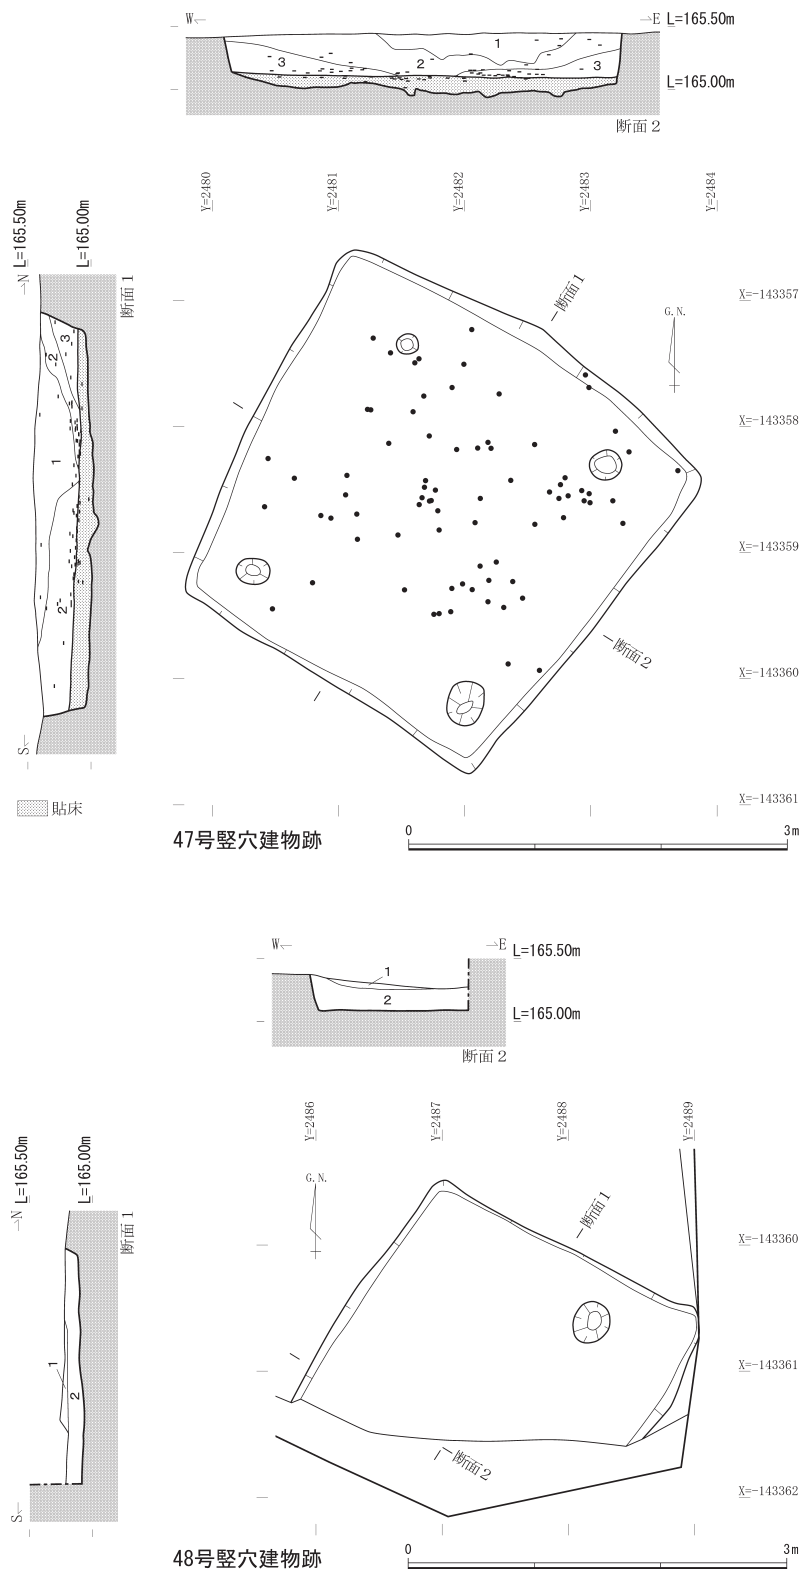 W
E
L=165.50m
1
3
2
3
L=165.00m
断面２
Y=2480
Y=2481
Y=2482
Y=2483
Y=2484
L=165.50m
L=165.00m
N
断面１
3
2
1
2
S
断面１
G.N.
X=-143357
X=-143358
X=-143359
断面２
X=-143360
X=-143361
貼床
47号竪穴建物跡
0
3m
W
E
L=165.50m
1
2
L=165.00m
断面２
Y=2486
Y=2487
Y=2488
Y=2489
L=165.50m
L=165.00m
N
断面１
1
2
S
G.N.
断面１
X=-143360
X=-143361
断面２
X=-143362
48号竪穴建物跡
0
3m